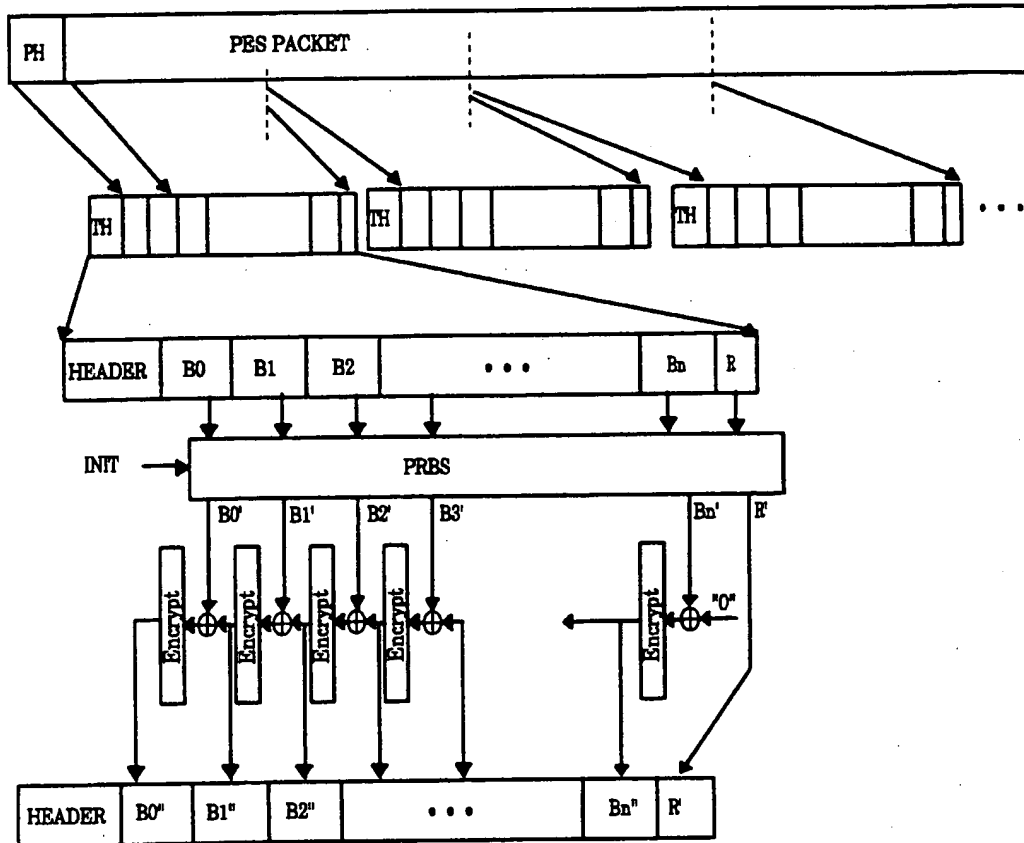 PH PES PACKET
TH TH TH • • •
HEADER B0 B1 B2 • • • Bn R
INIT PRBS
B0' B1' B2' B3' Bn' R'
Encrypt Encrypt Encrypt Encrypt Encrypt "0"
HEADER B0" B1" B2" • • • Bn" R'